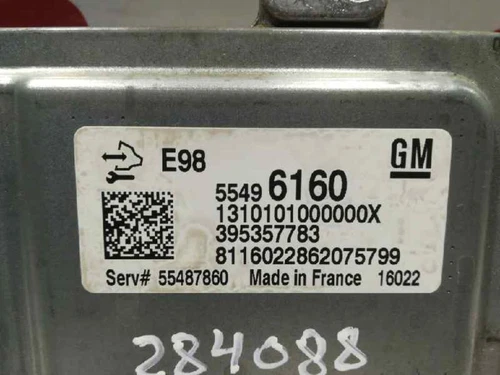 E98
GM
5549 6160
1310101000000X
395357783
8116022862075799
Serv# 55487860 Made in France 16022
284088